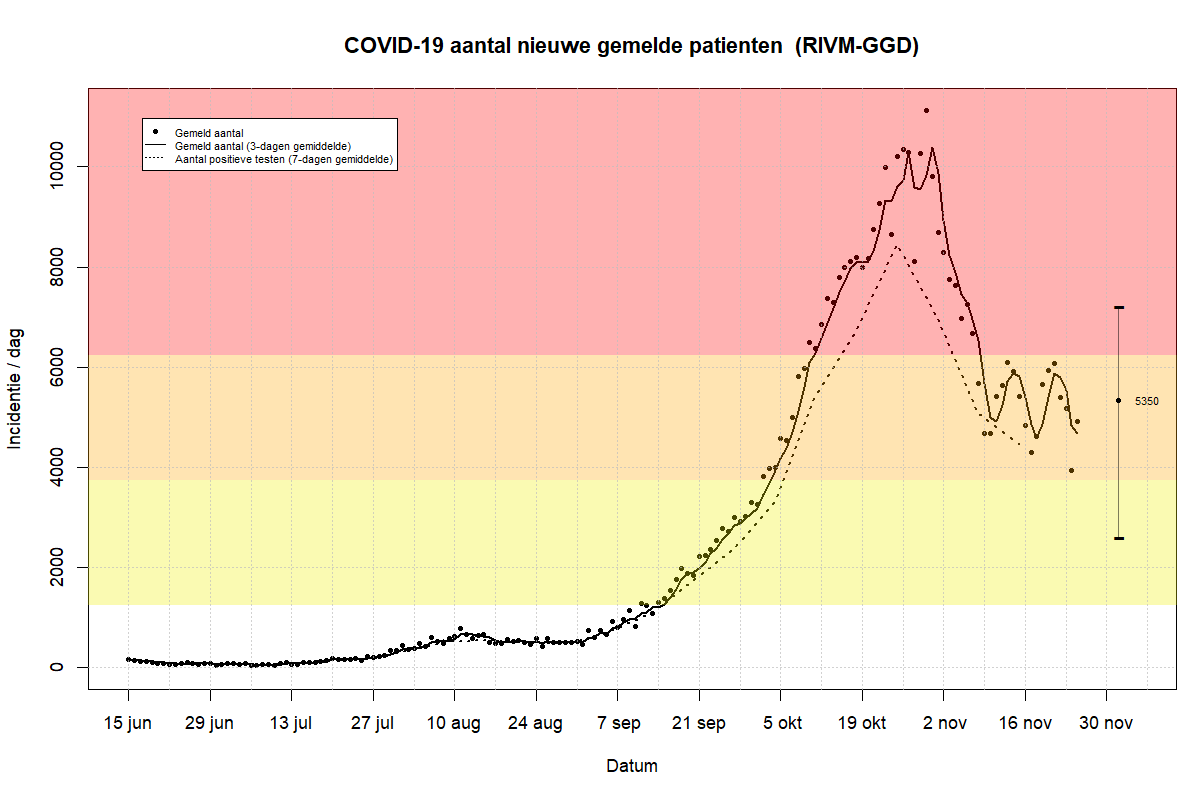 COVID-19 aantal nieuwe gemelde patienten (RIVM-GGD)
Gemeld aantal
Gemeld aantal (3-dagen gemiddelde)
Aantal positieve testen (7-dagen gemiddelde)
Incidentie / dag
10000
8000
6000
4000
2000
0
5350
15 jun 29 jun 13 jul 27 jul 10 aug 24 aug 7 sep 21 sep 5 okt 19 okt 2 nov 16 nov 30 nov
Datum